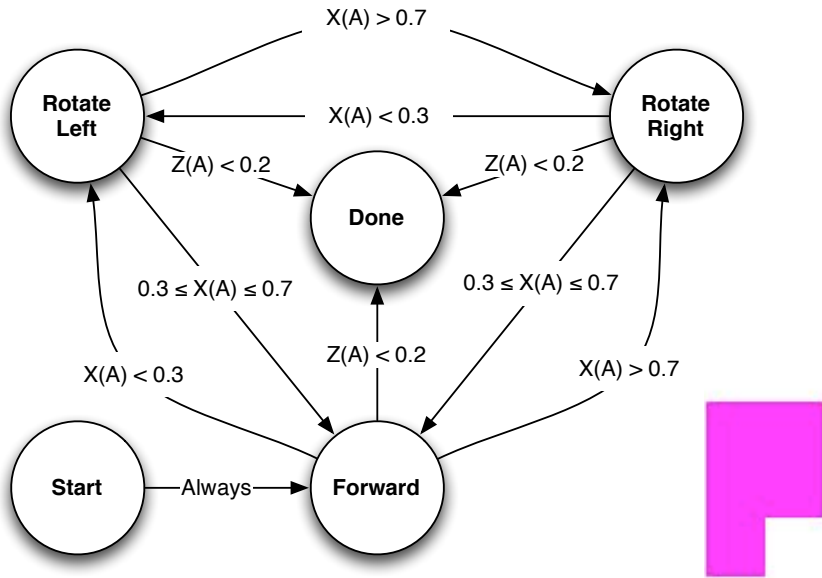 X(A) > 0.7
Rotate
Left
Rotate
Right
X(A) < 0.3
Z(A) < 0.2
Z(A) < 0.2
Done
0.3 ≤ X(A) ≤ 0.7
0.3 ≤ X(A) ≤ 0.7
Z(A) < 0.2
X(A) < 0.3
X(A) > 0.7
Start
Always
Forward